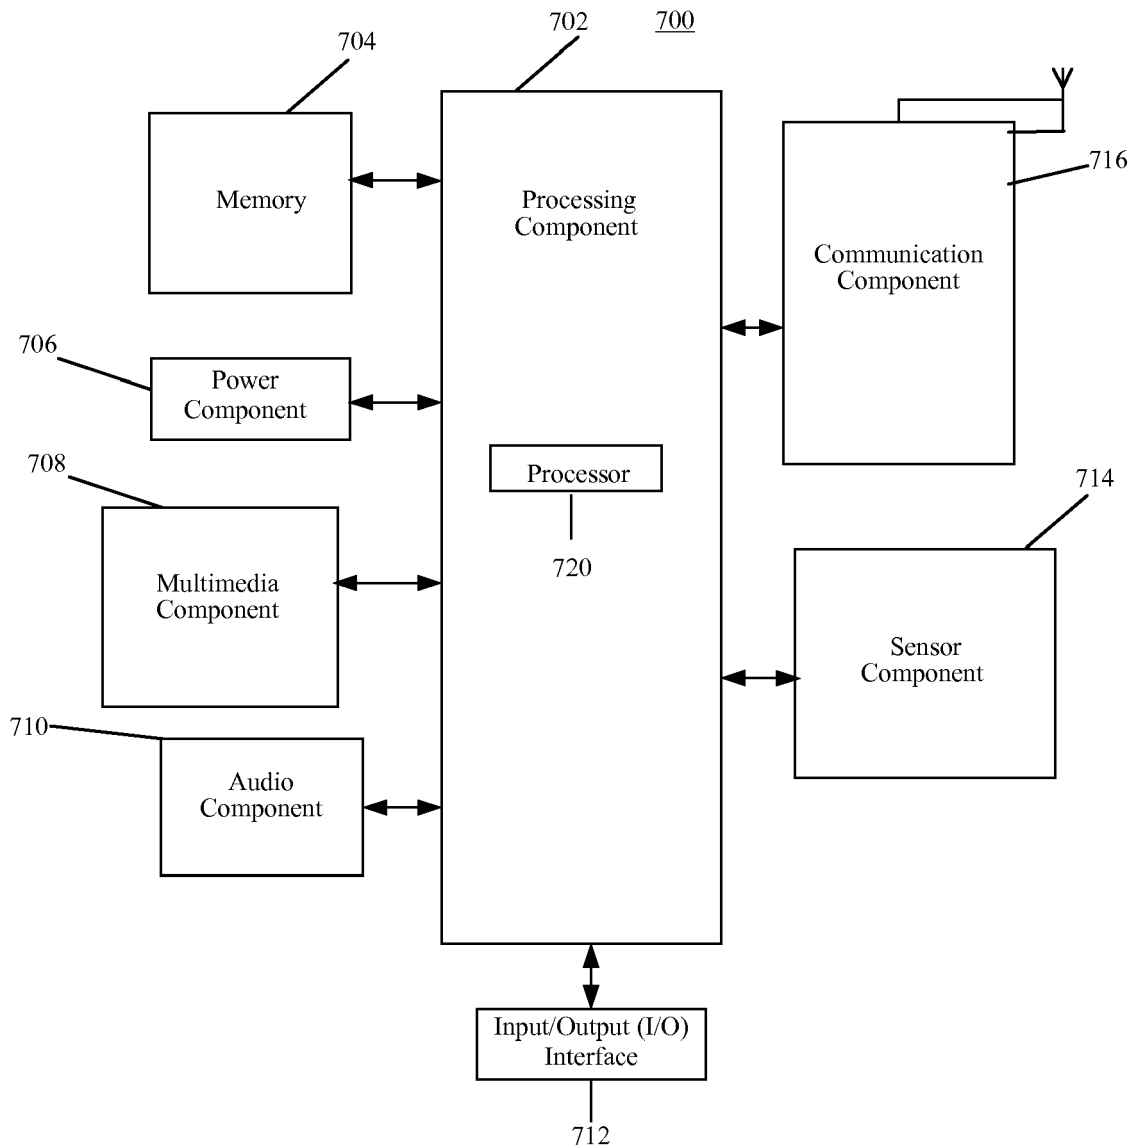 702
700
704
716
Memory
Processing
Component
Communication
Component
706
Power
Component
708
Processor
714
720
Multimedia
Component
Sensor
Component
710
Audio
Component
Input/Output (I/O)
Interface
712